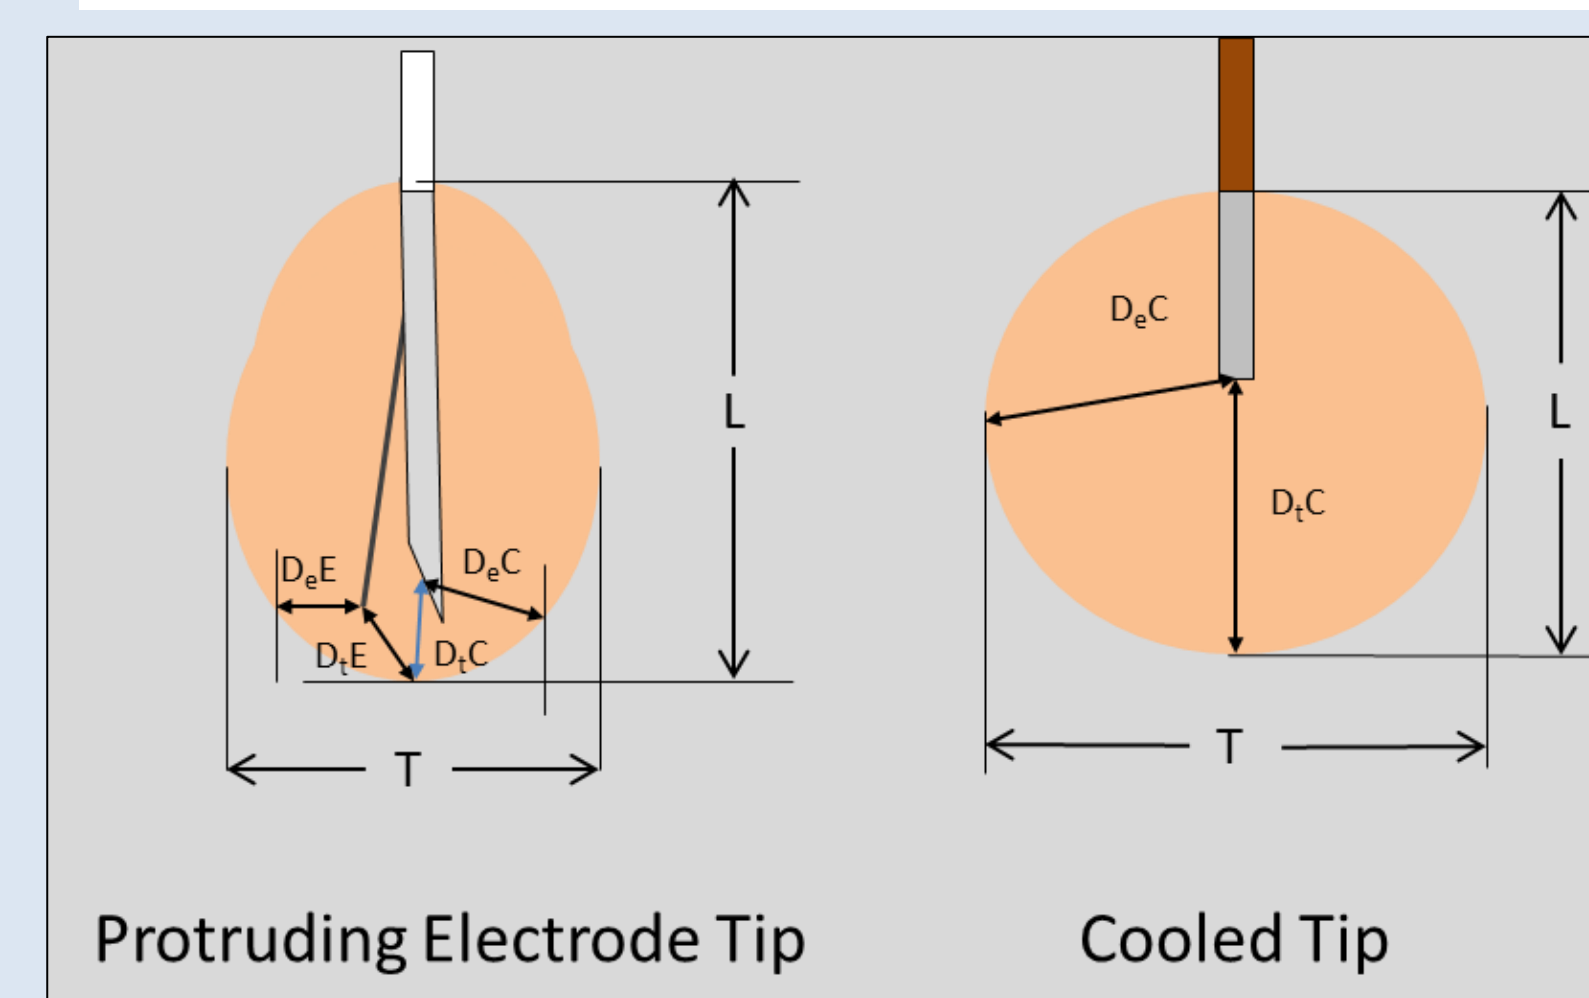 DₑC
L
L
DₜC
DₑE
DₑC
DₜE
DₜC
T
T
Protruding Electrode Tip
Cooled Tip